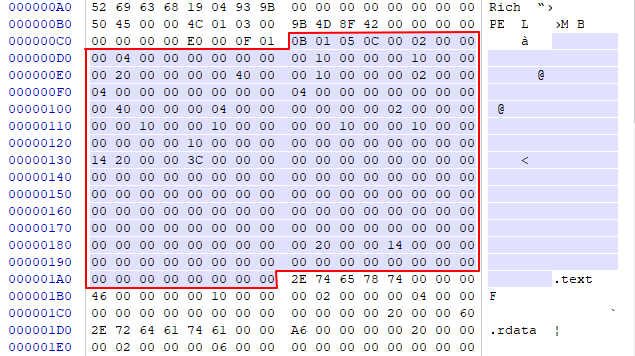 000000A0 52 69 63 68 19 04 93 9B 00 00 00 00 00 00 00 00 Rich “›
000000B0 50 45 00 00 4C 01 03 00 9B 4D 8F 42 00 00 00 00 PE L ›M B
000000C0 00 00 00 00 E0 00 0F 01 0B 01 05 0C 00 02 00 00 à
000000D0 00 04 00 00 00 00 00 00 00 10 00 00 00 10 00 00
000000E0 00 20 00 00 00 00 40 00 00 10 00 00 00 02 00 00 @
000000F0 04 00 00 00 00 00 00 00 04 00 00 00 00 00 00 00
00000100 00 40 00 00 00 04 00 00 00 00 00 00 02 00 00 00 @
00000110 00 00 10 00 00 10 00 00 00 00 10 00 00 10 00 00
00000120 00 00 00 00 10 00 00 00 00 00 00 00 00 00 00 00
00000130 14 20 00 00 3C 00 00 00 00 00 00 00 00 00 00 00 <
00000140 00 00 00 00 00 00 00 00 00 00 00 00 00 00 00 00
00000150 00 00 00 00 00 00 00 00 00 00 00 00 00 00 00 00
00000160 00 00 00 00 00 00 00 00 00 00 00 00 00 00 00 00
00000170 00 00 00 00 00 00 00 00 00 00 00 00 00 00 00 00
00000180 00 00 00 00 00 00 00 00 00 20 00 00 14 00 00 00
00000190 00 00 00 00 00 00 00 00 00 00 00 00 00 00 00 00
000001A0 00 00 00 00 00 00 00 00 2E 74 65 78 74 00 00 00 .text
000001B0 46 00 00 00 00 10 00 00 00 02 00 00 00 04 00 00 F
000001C0 00 00 00 00 00 00 00 00 00 00 00 00 20 00 00 60 `
000001D0 2E 72 64 61 74 61 00 00 A6 00 00 00 00 20 00 00 .rdata ¦
000001E0 00 02 00 00 00 06 00 00 00 00 00 00 00 00 00 00